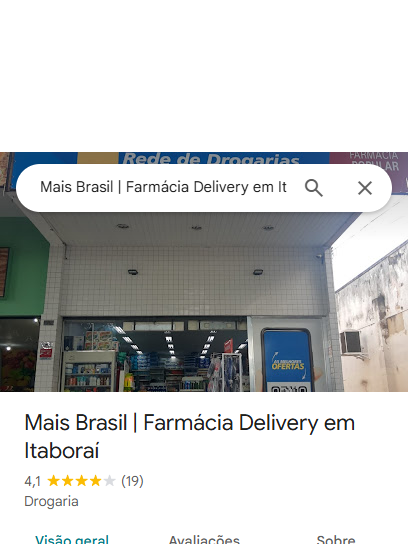 Rede de Drogarias
FARMÁCIA
POPULAR
Mais Brasil | Farmácia Delivery em It
AS MELHORES
OFERTAS
Mais Brasil | Farmácia Delivery em
Itaboraí
4,1 (19)
Drogaria
Visão geral Avaliações Sobre